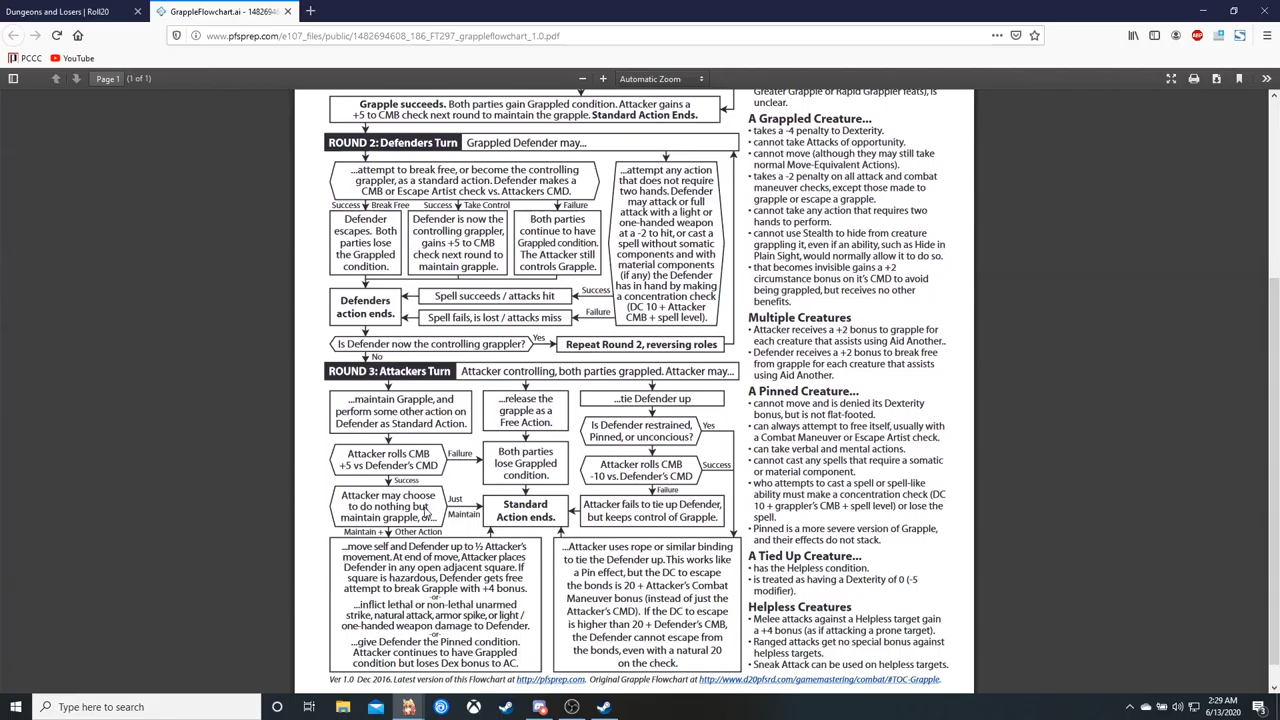 Dungeons and Losers | Roll20
GrappleFlowchart.ai - 14826946
www.pfsprep.com/e107_files/public/1482694608_186_FT297_grappleflowchart_1.0.pdf
PCCC
YouTube
Page 1
(1 of 1)
Automatic Zoom
Grapple succeeds. Both parties gain Grappled condition. Attacker gains a
+5 to CMB check next round to maintain the grapple. Standard Action Ends.
ROUND 2: Defenders Turn
Grappled Defender may...
...attempt to break free, or become the controlling
grappler, as a standard action. Defender makes a
CMB or Escape Artist check vs. Attackers CMD.
Success
Break Free
Success
Take Control
Failure
Defender
escapes. Both
parties lose
the Grappled
condition.
Defender is now the
controlling grappler,
gains +5 to CMB
check next round to
maintain grapple.
Both parties
continue to have
Grappled condition.
The Attacker still
controls Grapple.
...attempt any action
that does not require
two hands. Defender
may attack or full
attack with a light or
one-handed weapon
at a -2 to hit, or cast a
spell without somatic
components and with
material components
(if any) the Defender
has in hand by making
a concentration check
(DC 10 + Attacker
CMB + spell level).
Defenders
action ends.
Spell succeeds / attacks hit
Success
Spell fails, is lost / attacks miss
Failure
Is Defender now the controlling grappler?
Yes
Repeat Round 2, reversing roles
No
ROUND 3: Attackers Turn
Attacker controlling, both parties grappled. Attacker may...
...maintain Grapple, and
perform some other action on
Defender as Standard Action.
...release the
grapple as a
Free Action.
...tie Defender up
Is Defender restrained,
Pinned, or unconcious?
Yes
Attacker rolls CMB
+5 vs Defender's CMD
Failure
Both parties
lose Grappled
condition.
Attacker rolls CMB
-10 vs. Defender's CMD
Success
Success
Failure
Attacker may choose
to do nothing but
maintain grapple, or...
Just
Maintain
Standard
Action ends.
Attacker fails to tie up Defender,
but keeps control of Grapple.
Maintain +
Other Action
...move self and Defender up to ½ Attacker's
movement. At end of move, Attacker places
Defender in any open adjacent square. If
square is hazardous, Defender gets free
attempt to break Grapple with +4 bonus.
-or-
...inflict lethal or non-lethal unarmed
strike, natural attack, armor spike, or light /
one-handed weapon damage to Defender.
-or-
...give Defender the Pinned condition.
Attacker continues to have Grappled
condition but loses Dex bonus to AC.
...Attacker uses rope or similar binding
to tie the Defender up. This works like
a Pin effect, but the DC to escape
the bonds is 20 + Attacker's Combat
Maneuver bonus (instead of just the
Attacker's CMD). If the DC to escape
is higher than 20 + Defender's CMB,
the Defender cannot escape from
the bonds, even with a natural 20
on the check.
Ver 1.0 Dec 2016. Latest version of this Flowchart at http://pfsprep.com. Original Grapple Flowchart at http://www.d20pfsrd.com/gamemastering/combat/#TOC-Grapple.
Greater Grapple or Rapid Grappler feats), is
unclear.
A Grappled Creature...
• takes a -4 penalty to Dexterity.
• cannot take Attacks of opportunity.
• cannot move (although they may still take
normal Move-Equivalent Actions).
• takes a -2 penalty on all attack and combat
maneuver checks, except those made to
grapple or escape a grapple.
• cannot take any action that requires two
hands to perform.
• cannot use Stealth to hide from creature
grappling it, even if an ability, such as Hide in
Plain Sight, would normally allow it to do so.
• that becomes invisible gains a +2
circumstance bonus on it's CMD to avoid
being grappled, but receives no other
benefits.
Multiple Creatures
• Attacker receives a +2 bonus to grapple for
each creature that assists using Aid Another..
• Defender receives a +2 bonus to break free
from grapple for each creature that assists
using Aid Another.
A Pinned Creature...
• cannot move and is denied its Dexterity
bonus, but is not flat-footed.
• can always attempt to free itself, usually with
a Combat Maneuver or Escape Artist check.
• can take verbal and mental actions.
• cannot cast any spells that require a somatic
or material component.
• who attempts to cast a spell or spell-like
ability must make a concentration check (DC
10 + grappler's CMB + spell level) or lose the
spell.
• Pinned is a more severe version of Grapple,
and their effects do not stack.
A Tied Up Creature...
• has the Helpless condition.
• is treated as having a Dexterity of 0 (-5
modifier).
Helpless Creatures
• Melee attacks against a Helpless target gain
a +4 bonus (as if attacking a prone target).
• Ranged attacks get no special bonus against
helpless targets.
• Sneak Attack can be used on helpless targets.
Type here to search
2:29 AM
6/13/2020